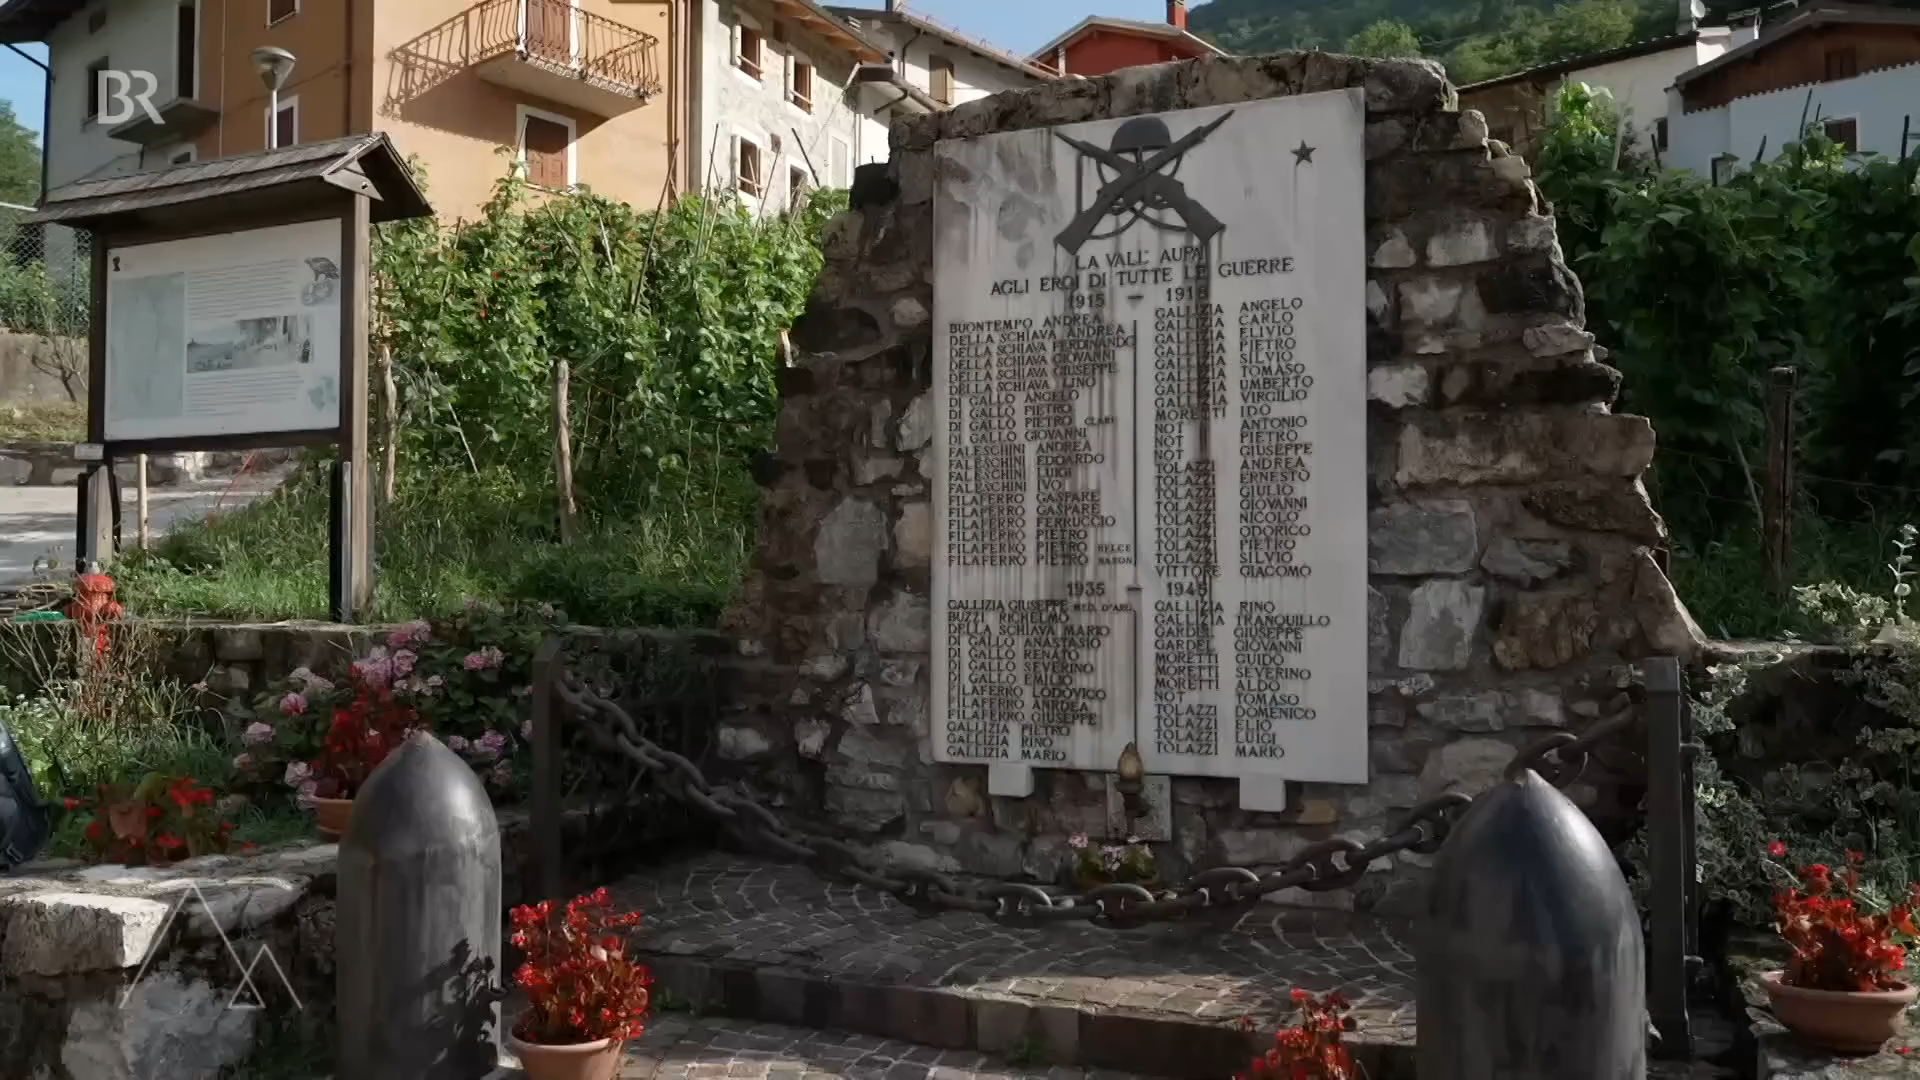 BR
LA VALL' AUPA
AGLI EROI DI TUTTE LE GUERRE
1915 – 1918
BUONTEMPO ANDREA
DELLA SCHIAVA ANDREA
DELLA SCHIAVA FERDINANDO
DELLA SCHIAVA GIOVANNI
DELLA SCHIAVA GIUSEPPE
DELLA SCHIAVA LINO
DI GALLO ANGELO
DI GALLO PIETRO
DI GALLO PIETRO CLARI
DI GALLO GIOVANNI
FALESCHINI ANDREA
FALESCHINI EDOARDO
FALESCHINI LUIGI
FALESCHINI IVO
FILAFERRO GASPARE
FILAFERRO GASPARE
FILAFERRO FERRUCCIO
FILAFERRO PIETRO
FILAFERRO PIETRO
FILAFERRO PIETRO
GALLIZIA ANGELO
GALLIZIA CARLO
GALLIZIA FLIVIO
GALLIZIA PIETRO
GALLIZIA SILVIO
GALLIZIA TOMASO
GALLIZIA UMBERTO
GALLIZIA VIRGILIO
MORETTI IDO
NOT ANTONIO
NOT PIETRO
NOT GIUSEPPE
TOLAZZI ANDREA
TOLAZZI ERNESTO
TOLAZZI GIULIO
TOLAZZI GIOVANNI
TOLAZZI NICOLO
TOLAZZI ODORICO
TOLAZZI PIETRO
TOLAZZI SILVIO
VITTORE GIACOMO
1935 – 1945
GALLIZIA GIUSEPPE MED. D'ARG.
BUZZI RICHELMO
DELLA SCHIAVA MARIO
DI GALLO ANASTASIO
DI GALLO RENATO
DI GALLO SEVERINO
DI GALLO EMILIO
FILAFERRO LODOVICO
FILAFERRO ANRDEA
FILAFERRO GIUSEPPE
GALLIZIA PIETRO
GALLIZIA RINO
GALLIZIA MARIO
GALLIZIA RINO
GALLIZIA TRANQUILLO
GARDEL GIUSEPPE
GARDEL GIOVANNI
MORETTI GUIDO
MORETTI SEVERINO
MORETTI ALDO
NOT TOMASO
TOLAZZI DOMENICO
TOLAZZI ELIO
TOLAZZI LUIGI
TOLAZZI MARIO